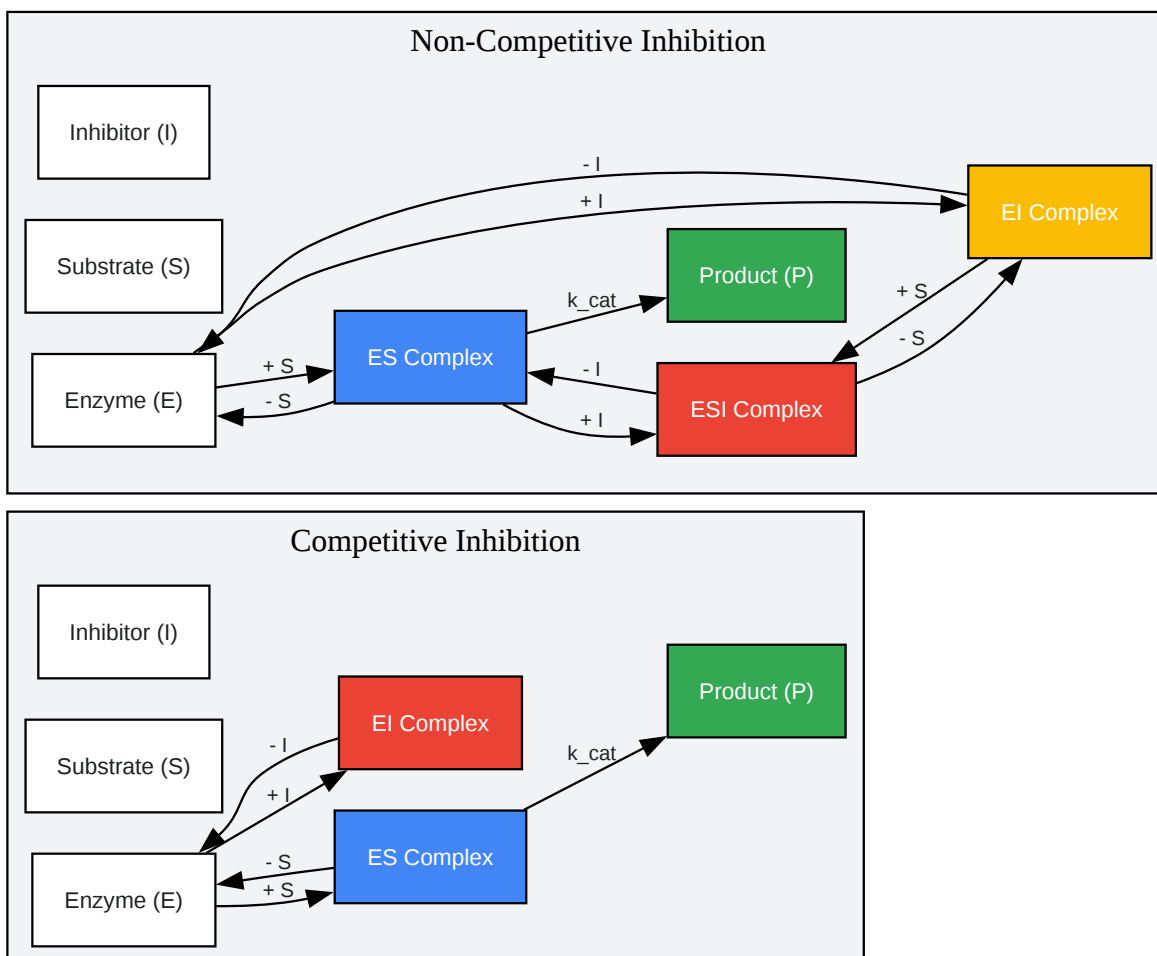 Non-Competitive Inhibition
Inhibitor (I)
- I
+ I
EI Complex
Substrate (S)
Product (P)
k_cat
+ S
- S
ES Complex
+ S
- S
Enzyme (E)
- I
+ I
ESI Complex
Competitive Inhibition
Inhibitor (I)
EI Complex
Product (P)
- I
+ I
Substrate (S)
k_cat
ES Complex
- S
+ S
Enzyme (E)